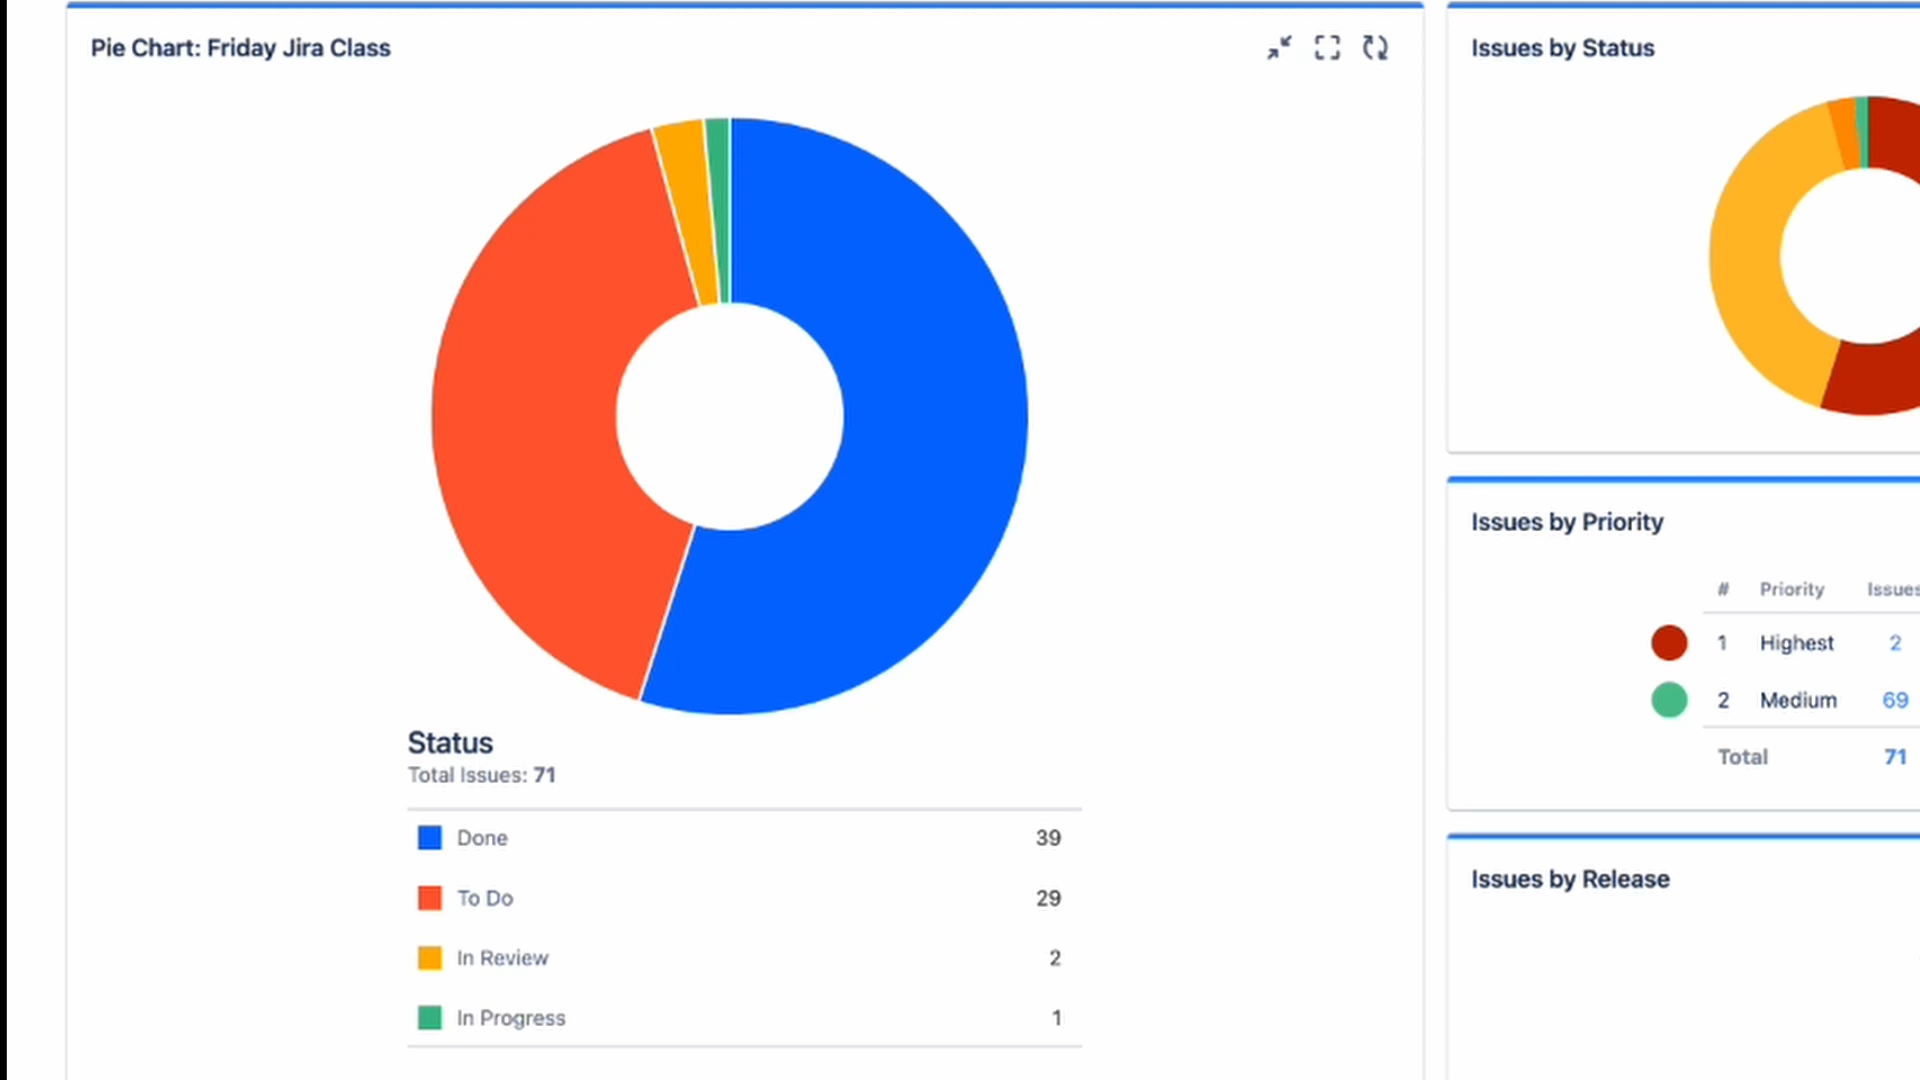 Pie Chart: Friday Jira Class
Status
Total Issues: 71
Done 39
To Do 29
In Review 2
In Progress 1
Issues by Status
Issues by Priority
# Priority Issues
1 Highest 2
2 Medium 69
Total 71
Issues by Release